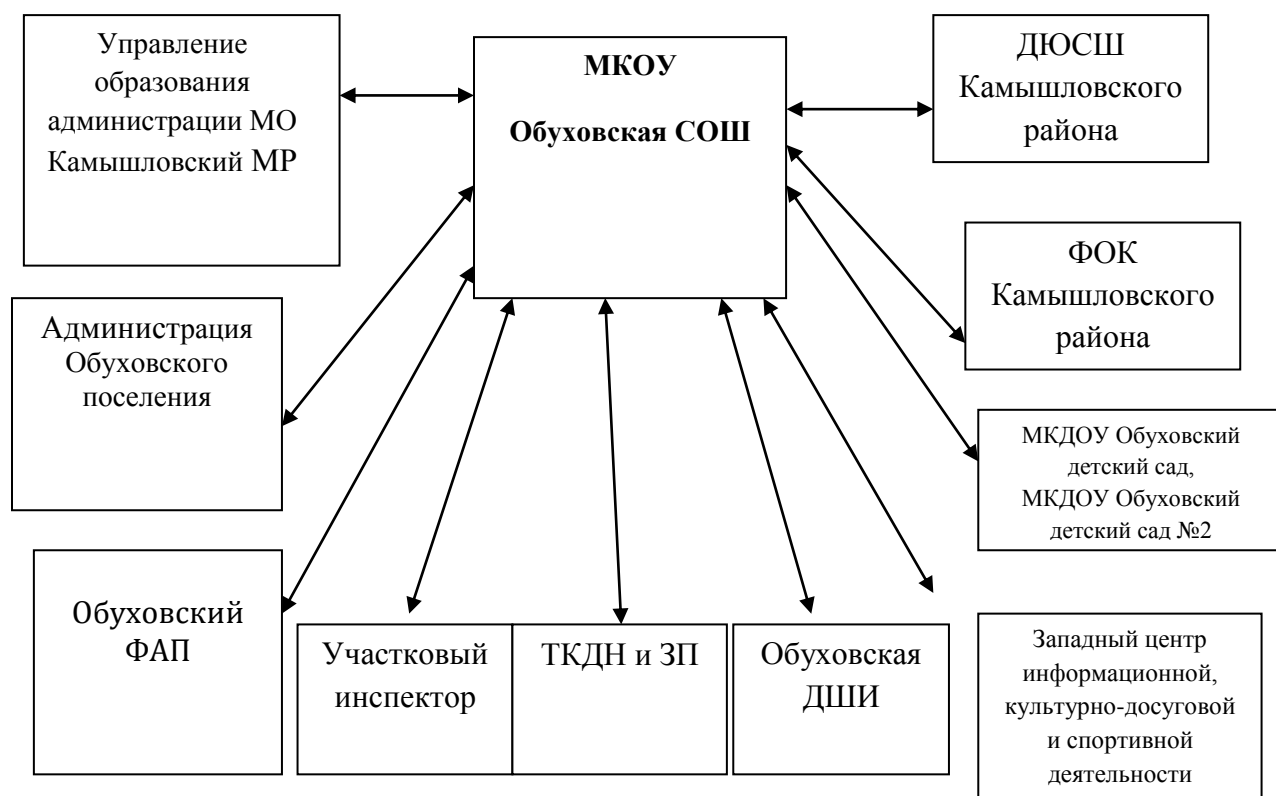 Управление
образования
администрации МО
Камышловский МР
МКОУ
Обуховская СОШ
ДЮСШ
Камышловского
района
ФОК
Камышловского
района
Администрация
Обуховского
поселения
МКДОУ Обуховский
детский сад,
МКДОУ Обуховский
детский сад №2
Обуховский
ФАП
Участковый
инспектор
ТКДН и ЗП
Обуховская
ДШИ
Западный центр
информационной,
культурно-досуговой
и спортивной
деятельности